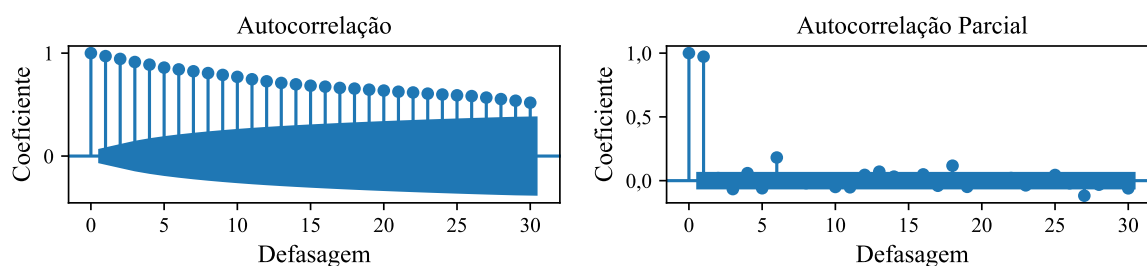 Autocorrelação
1
0
Coeficiente
0 5 10 15 20 25 30
Defasagem
Autocorrelação Parcial
1,0
0,5
0,0
Coeficiente
0 5 10 15 20 25 30
Defasagem